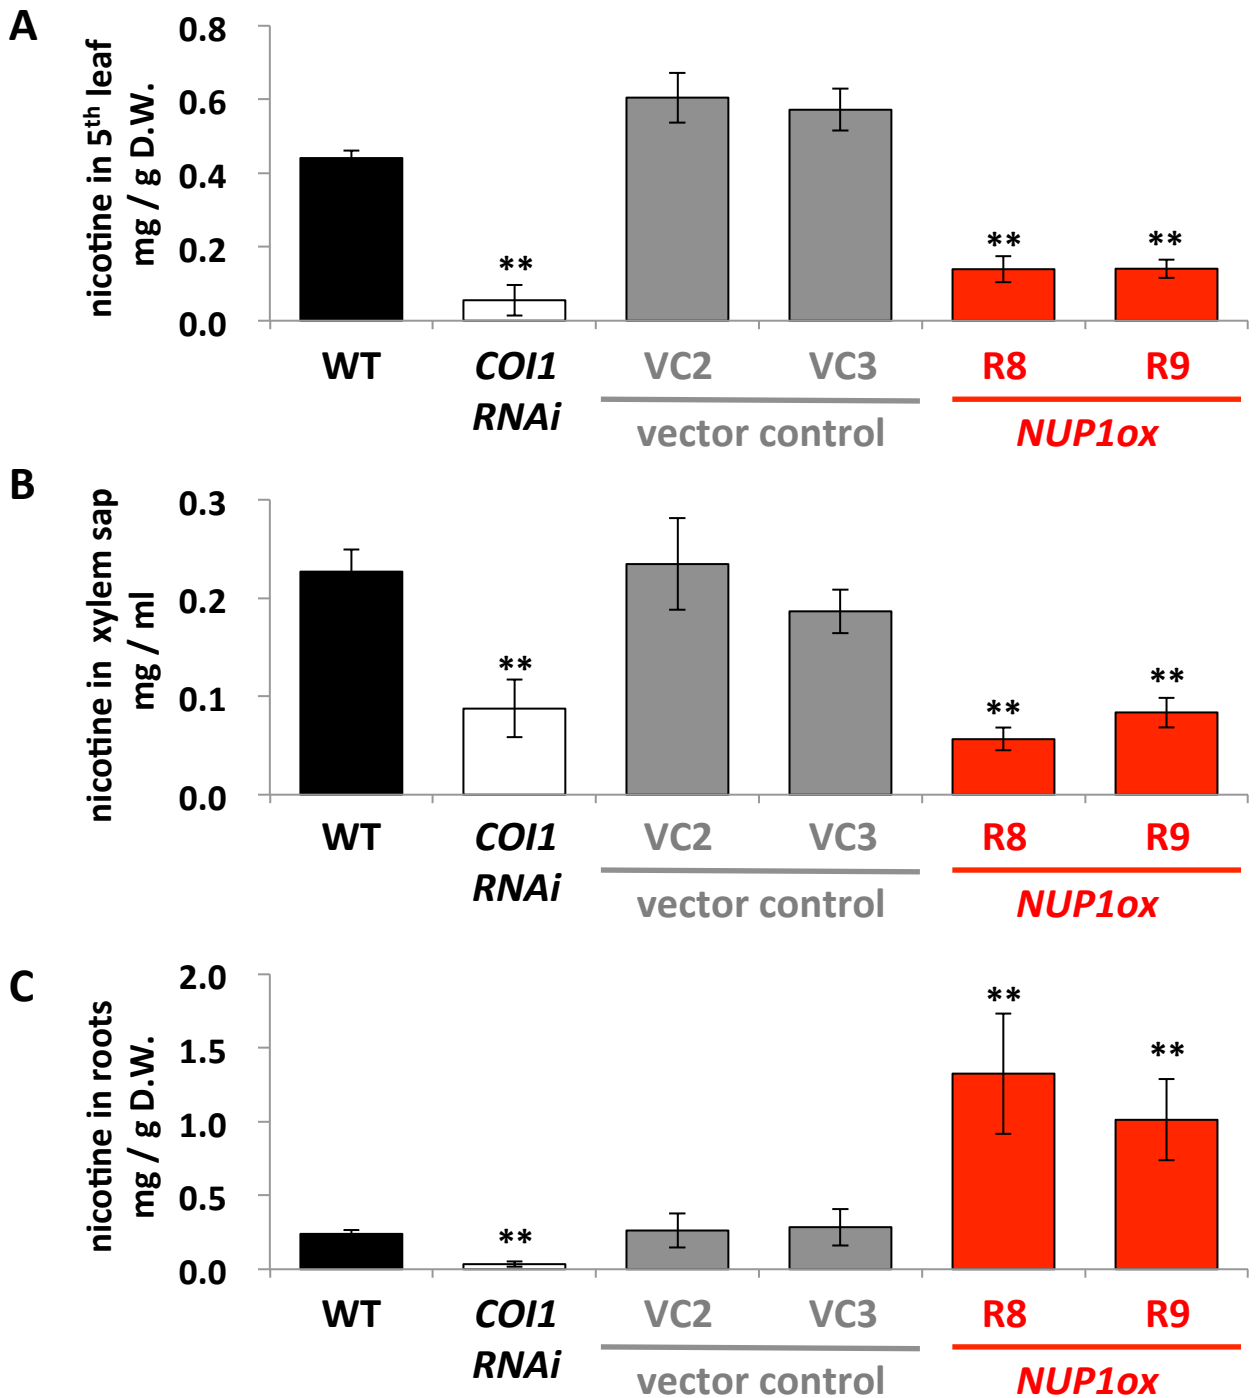 A
nicotine in 5th leaf
mg / g D.W.
0.8
0.6
0.4
0.2
0.0
**
**
**
WT
COI1
RNAi
VC2
VC3
R8
R9
vector control
NUP1ox
B
nicotine in xylem sap
mg / ml
0.3
0.2
0.1
0.0
**
**
**
WT
COI1
RNAi
VC2
VC3
R8
R9
vector control
NUP1ox
C
nicotine in roots
mg / g D.W.
2.0
1.5
1.0
0.5
0.0
**
**
**
WT
COI1
RNAi
VC2
VC3
R8
R9
vector control
NUP1ox